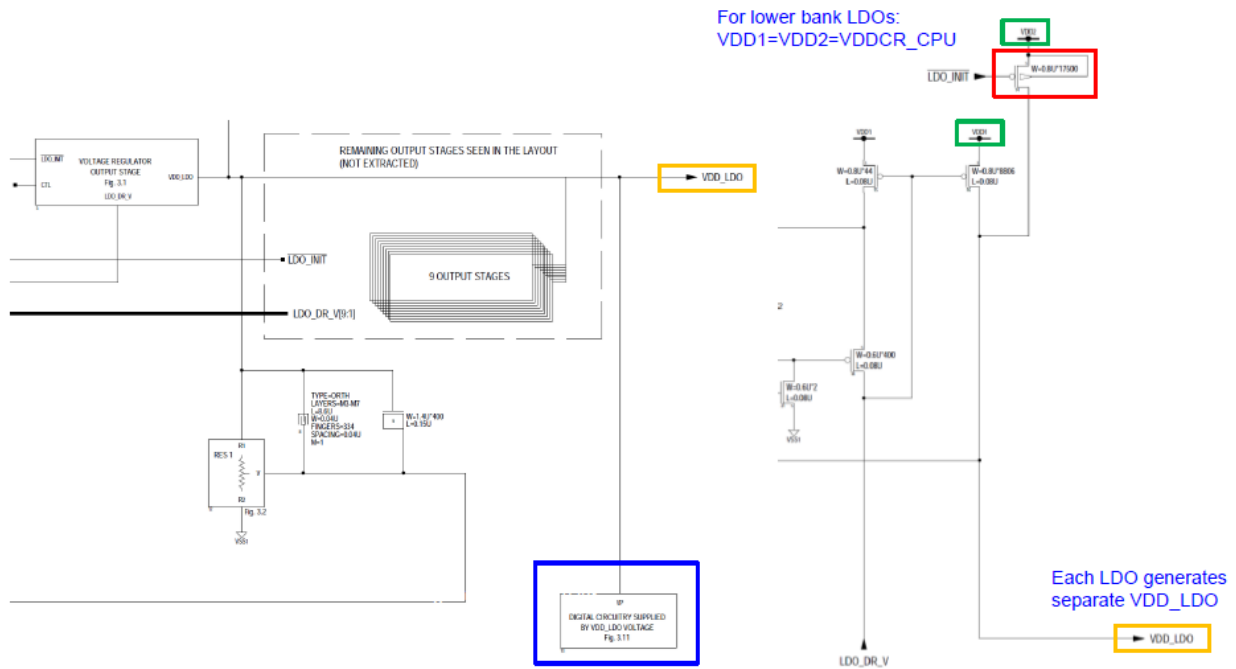 For lower bank LDOs:
VDD1=VDD2=VDDCR_CPU
VDD2
W=0.8U*17600
LDO_INIT
REMAINING OUTPUT STAGES SEEN IN THE LAYOUT
(NOT EXTRACTED)
LDO_INIT
CTL
VOLTAGE REGULATOR
OUTPUT STAGE
Fig. 3.1
LDO_DR_V
VDD_LDO
VDD_LDO
VDD1
VDD1
W=0.8U*44
L=0.08U
W=0.8U*8806
L=0.08U
LDO_INIT
9 OUTPUT STAGES
LDO_DR_V[9:1]
2
W=0.6U*400
L=0.08U
W=0.6U*2
L=0.08U
VSS1
TYPE=ORTH
LAYERS=M3-M7
L=8.6U
W=0.04U
FINGERS=334
SPACING=0.04U
M=1
W=1.4U*400
L=0.15U
R1
RES 1
V
R2
Fig. 3.2
VSS1
VP
DIGITAL CIRCUITRY SUPPLIED
BY VDD_LDO VOLTAGE
Fig. 3.11
Each LDO generates
separate VDD_LDO
VDD_LDO
LDO_DR_V